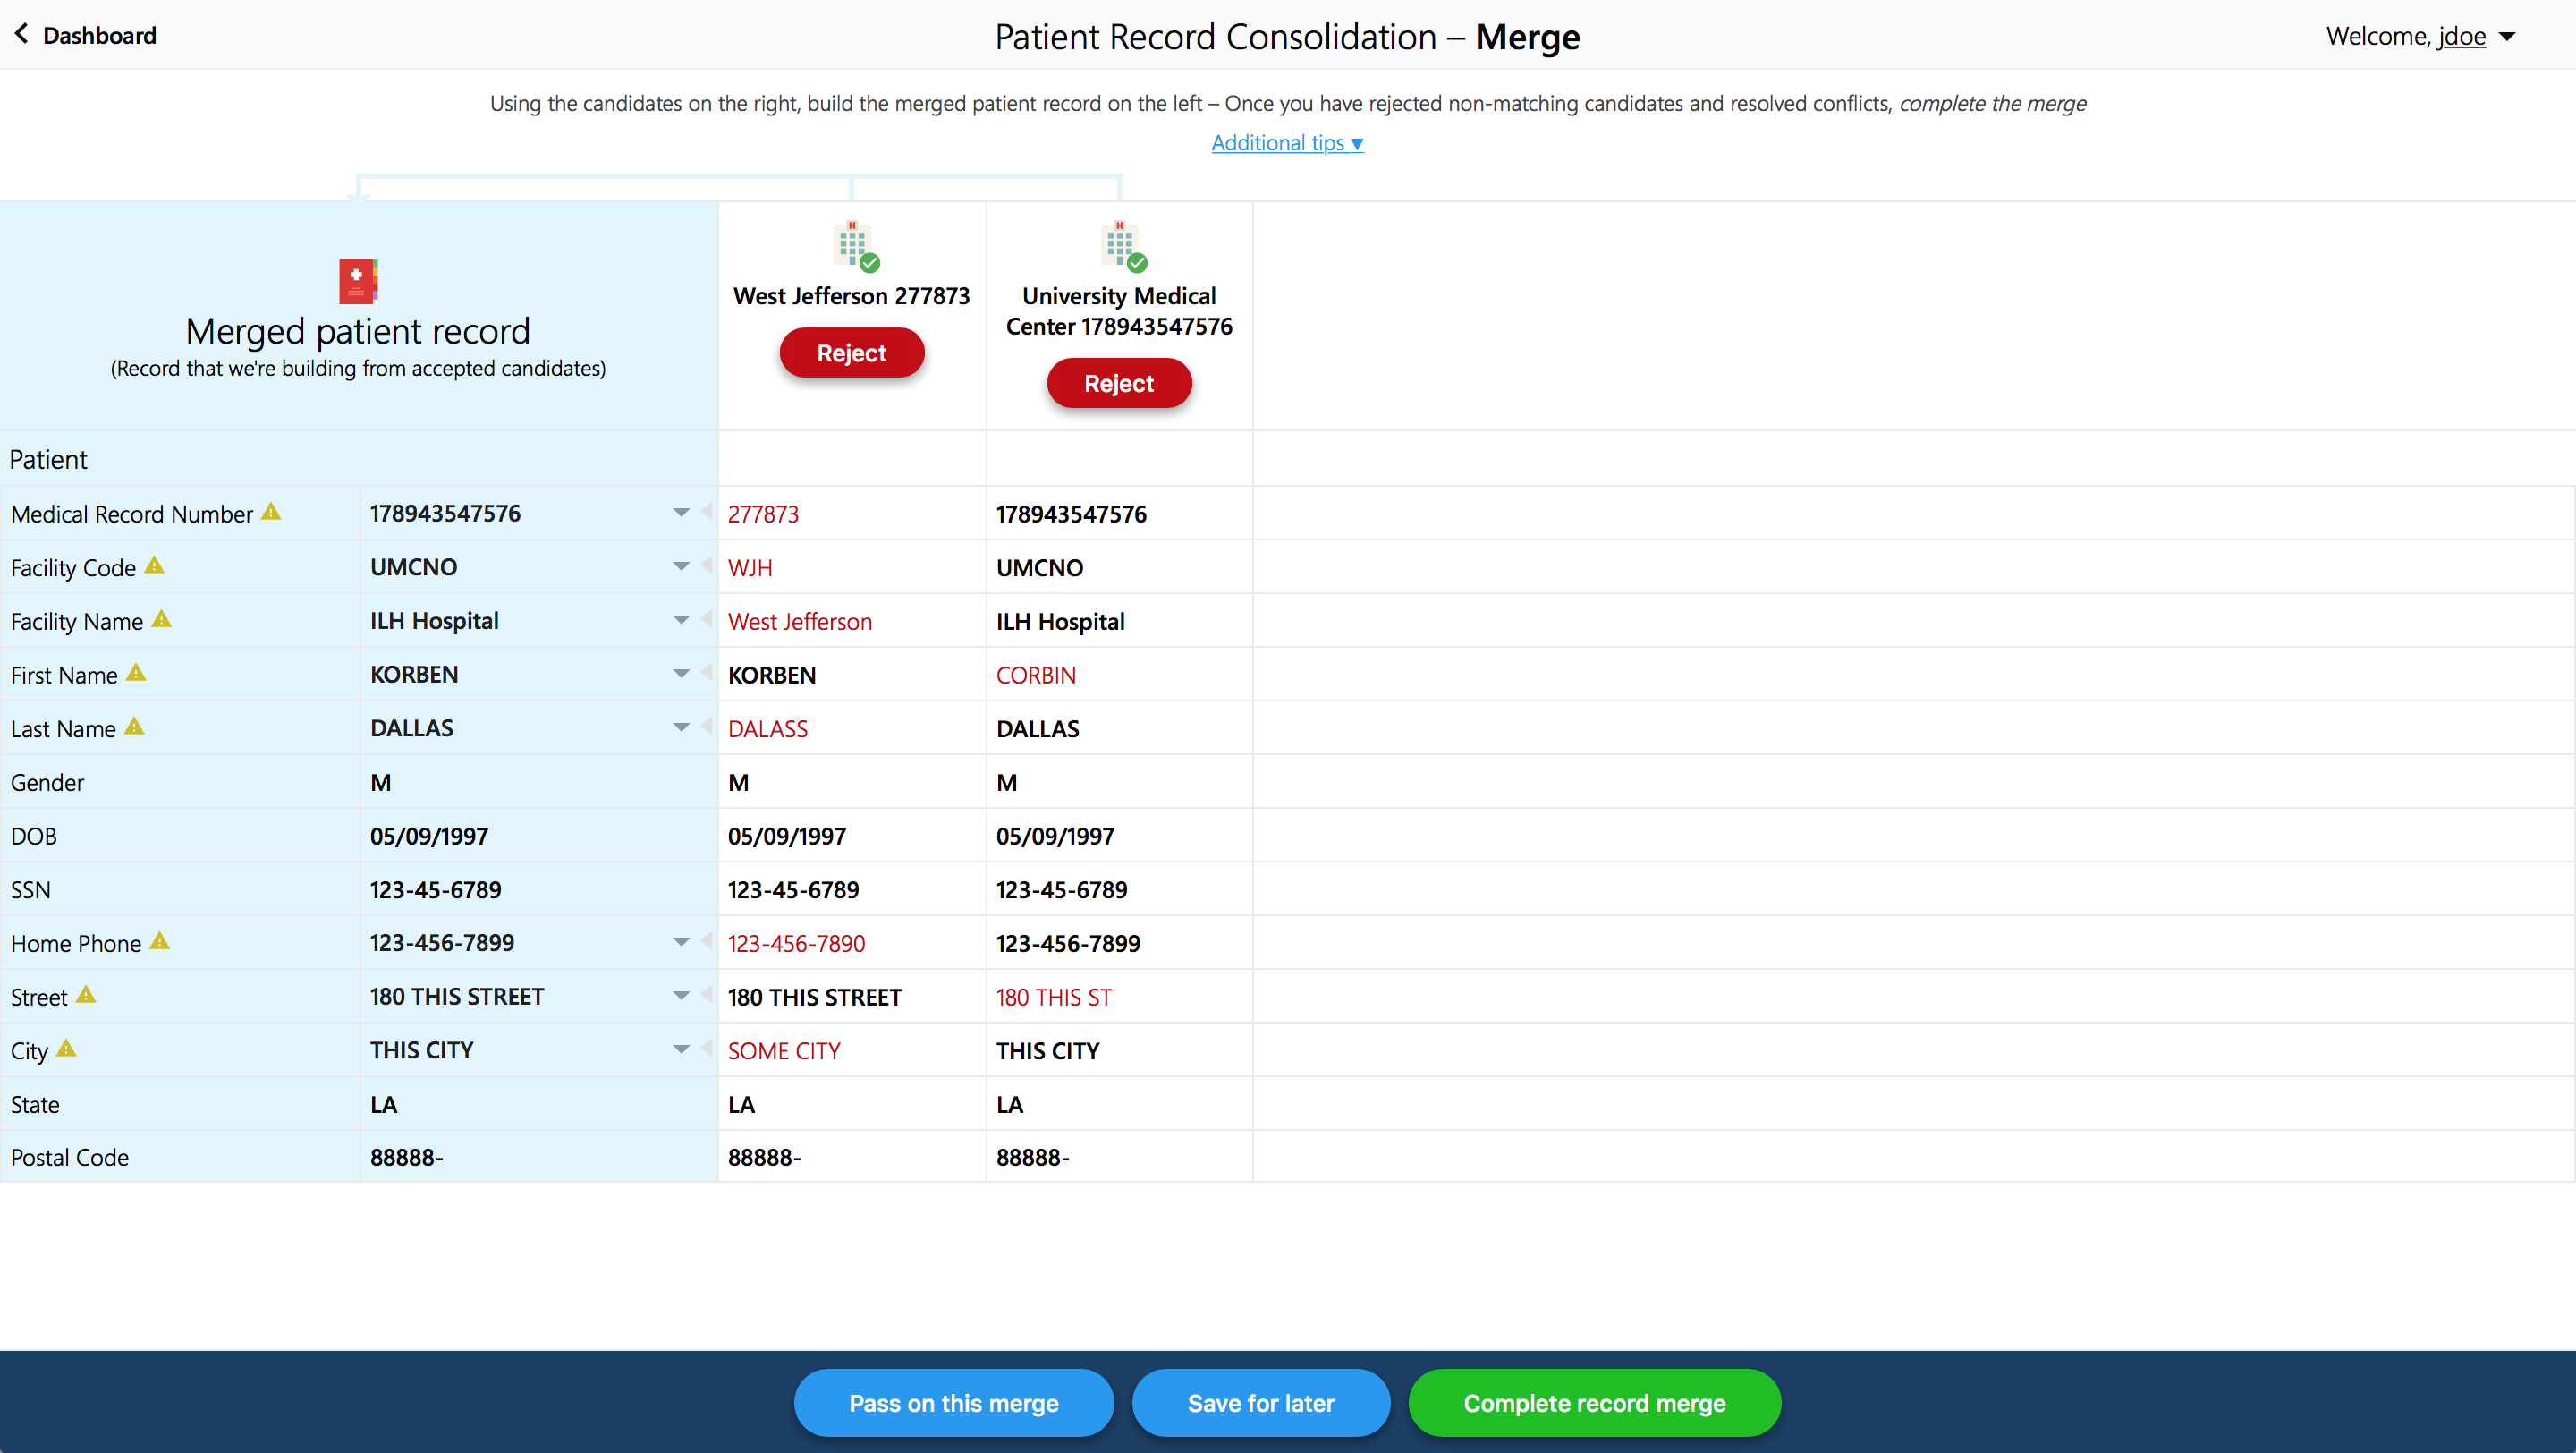 Dashboard
Patient Record Consolidation – Merge
Welcome, jdoe
Using the candidates on the right, build the merged patient record on the left – Once you have rejected non-matching candidates and resolved conflicts, complete the merge
Additional tips ▼
Merged patient record
(Record that we're building from accepted candidates)
H
West Jefferson 277873
Reject
H
University Medical
Center 178943547576
Reject
Patient
Medical Record Number 178943547576 277873 178943547576
Facility Code UMCNO WJH UMCNO
Facility Name ILH Hospital West Jefferson ILH Hospital
First Name KORBEN KORBEN CORBIN
Last Name DALLAS DALASS DALLAS
Gender M M M
DOB 05/09/1997 05/09/1997 05/09/1997
SSN 123-45-6789 123-45-6789 123-45-6789
Home Phone 123-456-7899 123-456-7890 123-456-7899
Street 180 THIS STREET 180 THIS STREET 180 THIS ST
City THIS CITY SOME CITY THIS CITY
State LA LA LA
Postal Code 88888- 88888- 88888-
Pass on this merge
Save for later
Complete record merge